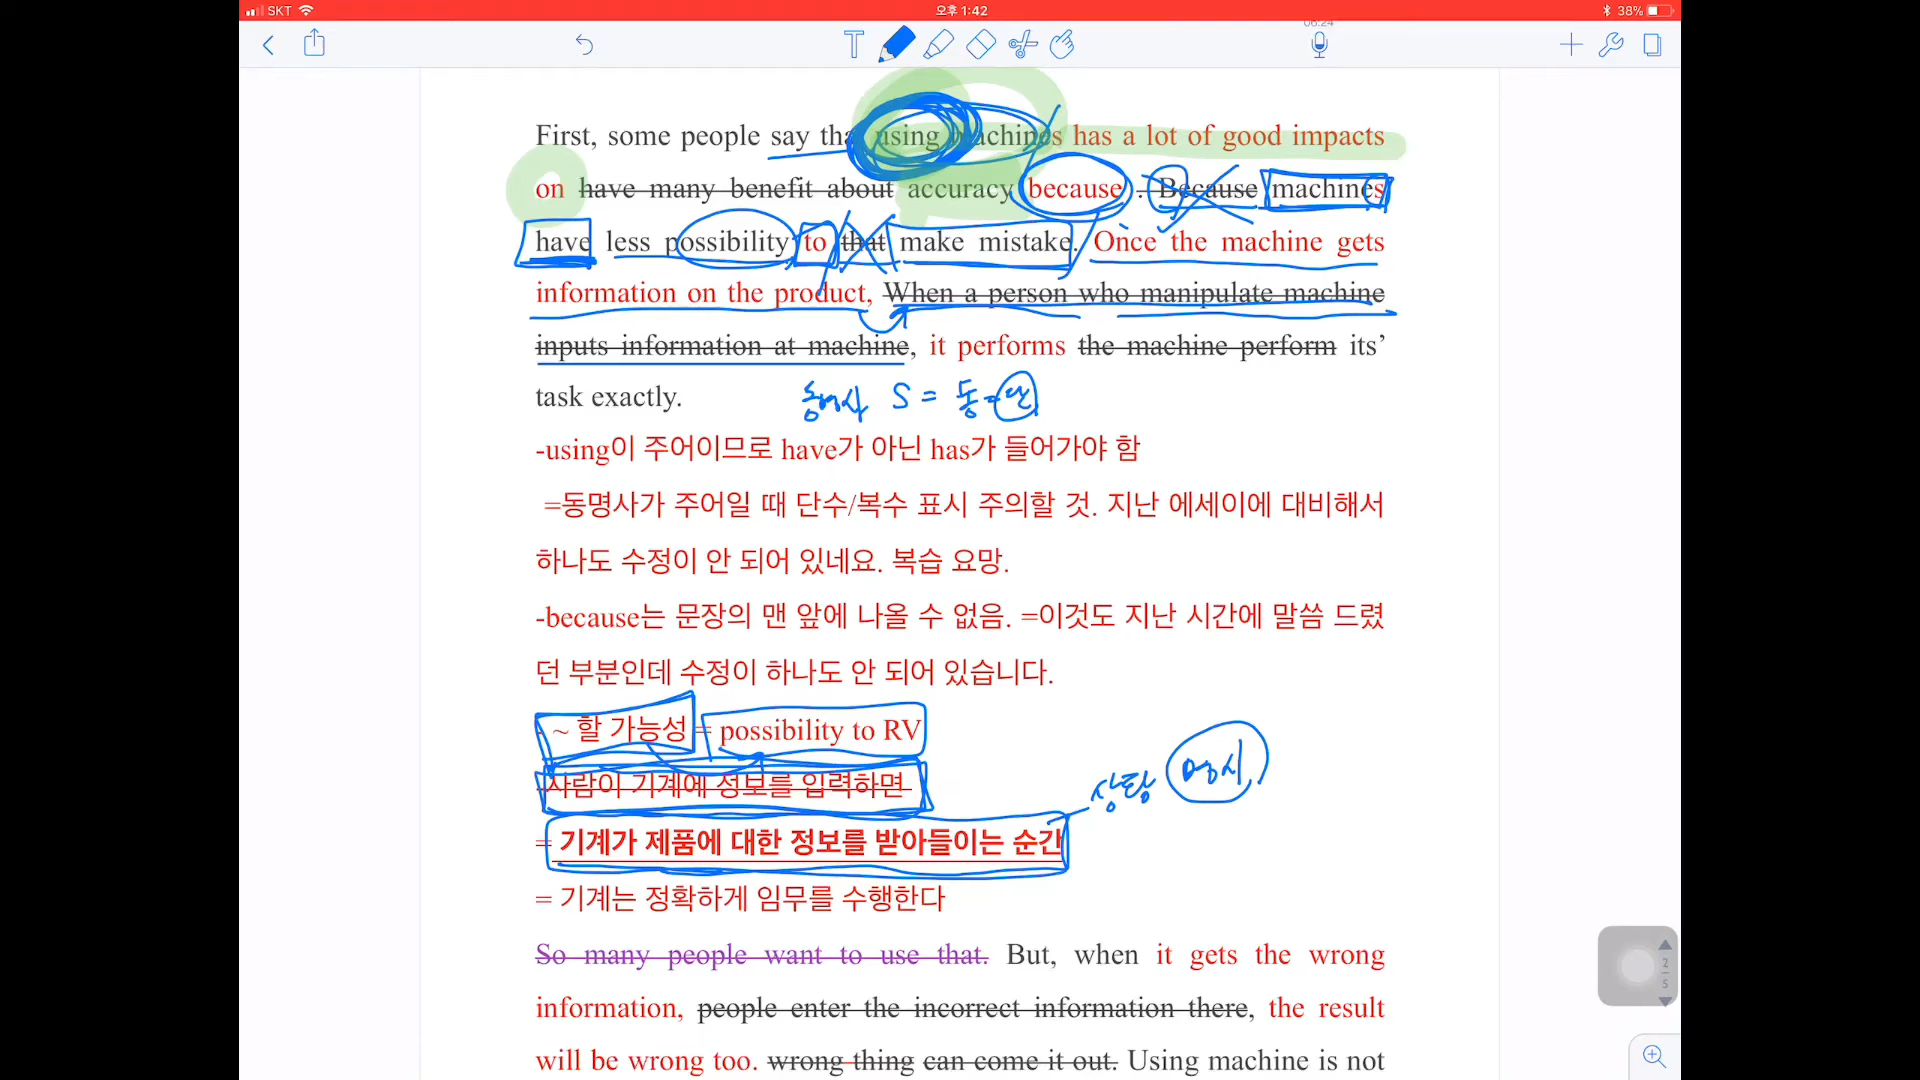 SKT 오후 1:42 38%
06:24
First, some people say that using machines has a lot of good impacts
on have many benefit about accuracy because . Because machines
have less possibility to that make mistake. Once the machine gets
information on the product, When a person who manipulate machine
inputs information at machine, it performs the machine perform its’
task exactly.
동명사 S = 동 = 단
-using이 주어이므로 have가 아닌 has가 들어가야 함
=동명사가 주어일 때 단수/복수 표시 주의할 것. 지난 에세이에 대비해서
하나도 수정이 안 되어 있네요. 복습 요망.
-because는 문장의 맨 앞에 나올 수 없음. =이것도 지난 시간에 말씀 드렸
던 부분인데 수정이 하나도 안 되어 있습니다.
- ~ 할 가능성 = possibility to RV
-사람이 기계에 정보를 입력하면
= 기계가 제품에 대한 정보를 받아들이는 순간
= 기계는 정확하게 임무를 수행한다
So many people want to use that. But, when it gets the wrong
information, people enter the incorrect information there, the result
will be wrong too. wrong thing can come it out. Using machine is not
2
5